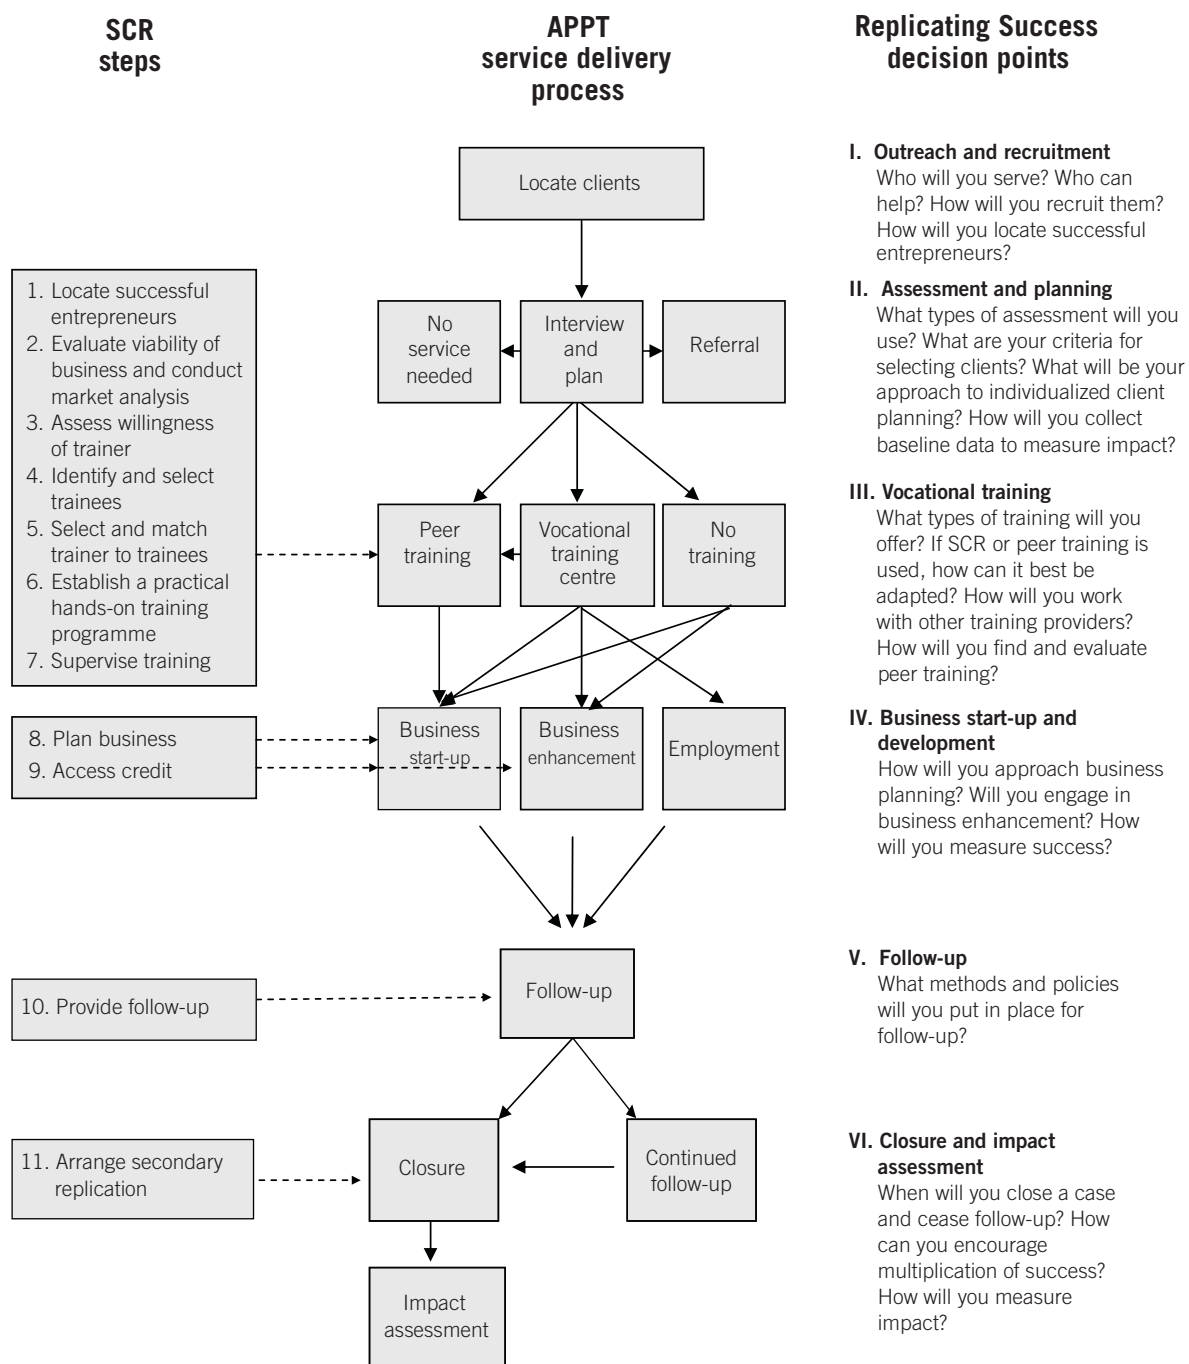 SCR
steps
APPT
service delivery
process
Replicating Success
decision points
Locate clients
No
service
needed
Interview
and
plan
Referral
1. Locate successful
entrepreneurs
2. Evaluate viability of
business and conduct
market analysis
3. Assess willingness
of trainer
4. Identify and select
trainees
5. Select and match
trainer to trainees
6. Establish a practical
hands-on training
programme
7. Supervise training
Peer
training
Vocational
training
centre
No
training
8. Plan business
9. Access credit
Business
start-up
Business
enhancement
Employment
10. Provide follow-up
Follow-up
11. Arrange secondary
replication
Closure
Continued
follow-up
Impact
assessment
I. Outreach and recruitment
Who will you serve? Who can
help? How will you recruit them?
How will you locate successful
entrepreneurs?
II. Assessment and planning
What types of assessment will you
use? What are your criteria for
selecting clients? What will be your
approach to individualized client
planning? How will you collect
baseline data to measure impact?
III. Vocational training
What types of training will you
offer? If SCR or peer training is
used, how can it best be
adapted? How will you work
with other training providers?
How will you find and evaluate
peer training?
IV. Business start-up and
development
How will you approach business
planning? Will you engage in
business enhancement? How
will you measure success?
V. Follow-up
What methods and policies
will you put in place for
follow-up?
VI. Closure and impact
assessment
When will you close a case
and cease follow-up? How
can you encourage
multiplication of success?
How will you measure
impact?